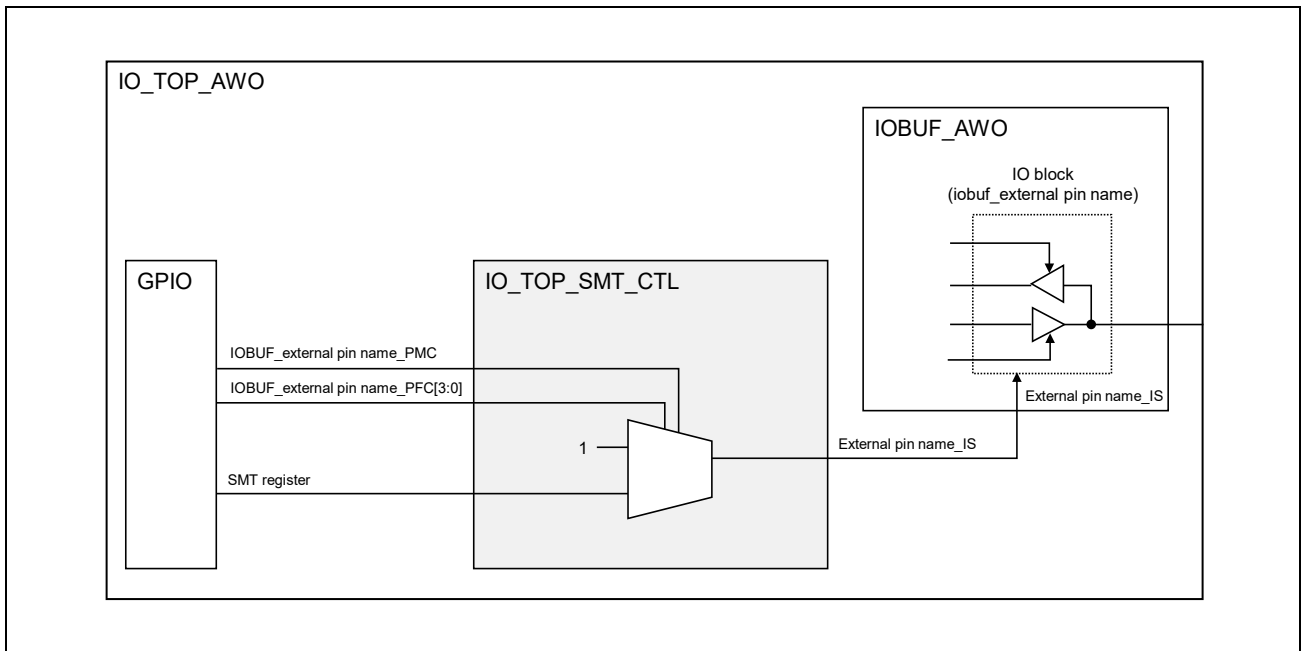 IO_TOP_AWO
IOBUF_AWO
IO block
(iobuf_external pin name)
GPIO
IO_TOP_SMT_CTL
IOBUF_external pin name_PMC
IOBUF_external pin name_PFC[3:0]
External pin name_IS
1
External pin name_IS
SMT register